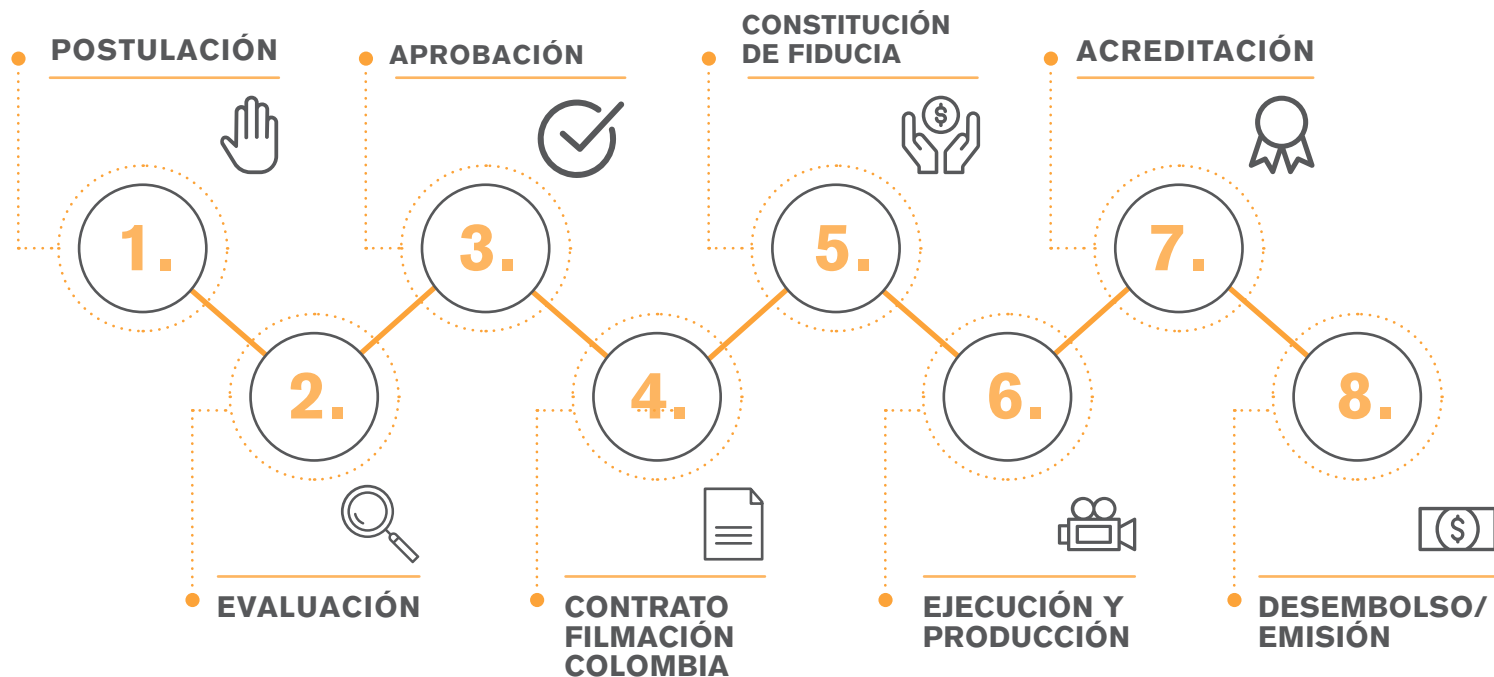 POSTULACIÓN
1.
EVALUACIÓN
2.
APROBACIÓN
3.
CONTRATO
FILMACIÓN
COLOMBIA
4.
CONSTITUCIÓN
DE FIDUCIA
$
5.
EJECUCIÓN Y
PRODUCCIÓN
6.
ACREDITACIÓN
7.
DESEMBOLSO/
EMISIÓN
$
8.